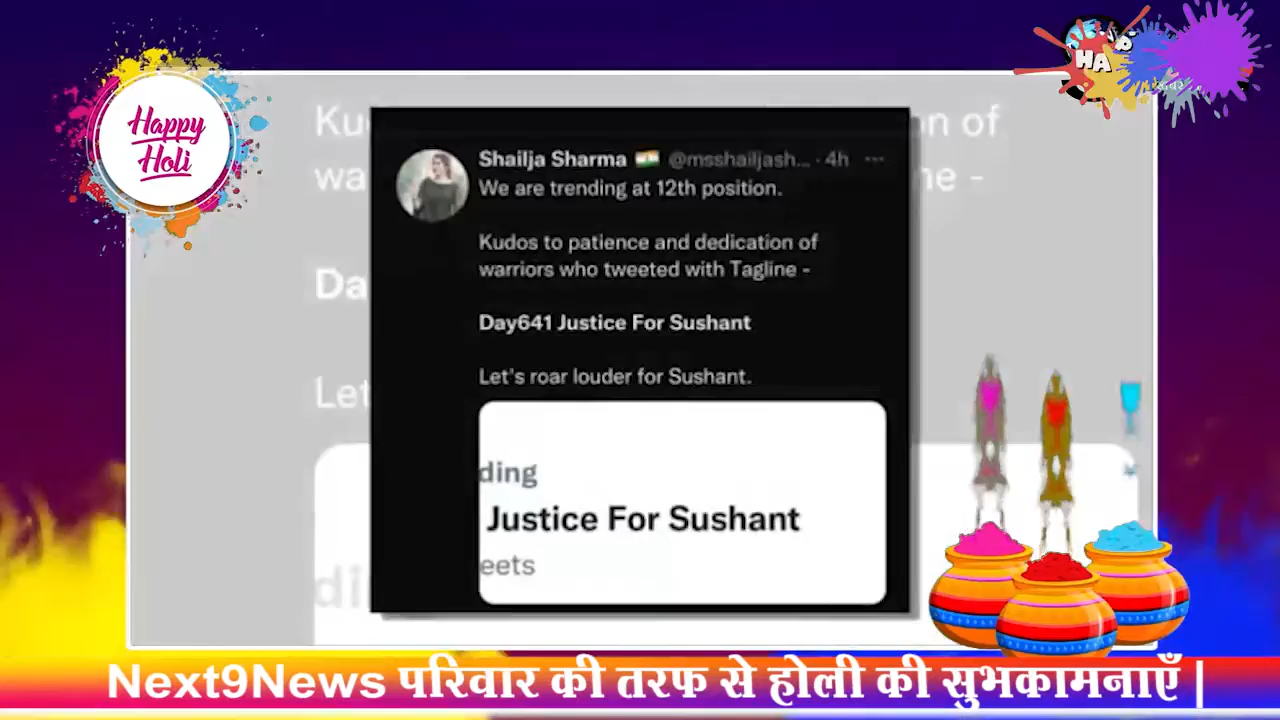 Happy
Holi
HA
Shailja Sharma 🇮🇳 @msshailjash... · 4h ...
We are trending at 12th position.
Kudos to patience and dedication of
warriors who tweeted with Tagline -
Day641 Justice For Sushant
Let's roar louder for Sushant.
ding
Justice For Sushant
eets
Next9News परिवार की तरफ से होली की सुभकामनाएँ |